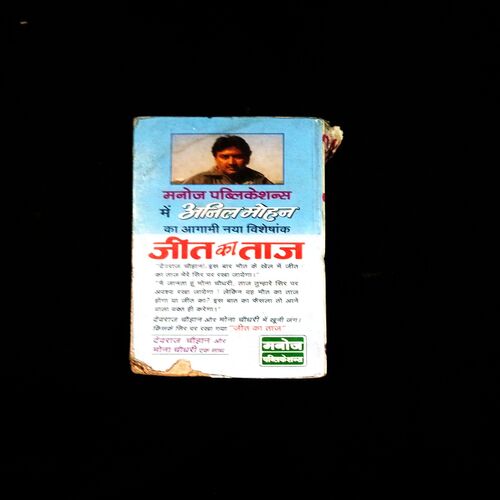 मनोज पब्लिकेशन्स
में अनिल मोहन
का आगामी नया विशेषांक
जीत का ताज
"देवराज चौहान! इस बार मौत के खेल में जीत
का ताज मेरे सिर पर रखा जायेगा।"
"मैं जानता हूं मोना चौधरी, ताज तुम्हारे सिर पर
अवश्य रखा जायेगा ! लेकिन वह मौत का ताज
होगा या जीत का? इस बात का फैसला तो आने
वाला वक्त ही करेगा।"
देवराज चौहान और मोना चौधरी में खूनी जंग।
किसके सिर पर रखा गया "जीत का ताज"
देवराज चौहान और
मोना चौधरी एक साथ
मनोज
पब्लिकेशन्स